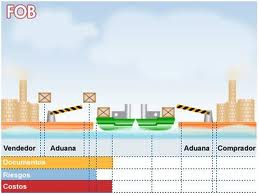 FOB
Vendedor Aduana Aduana Comprador
Documentos
Riesgos
Costos